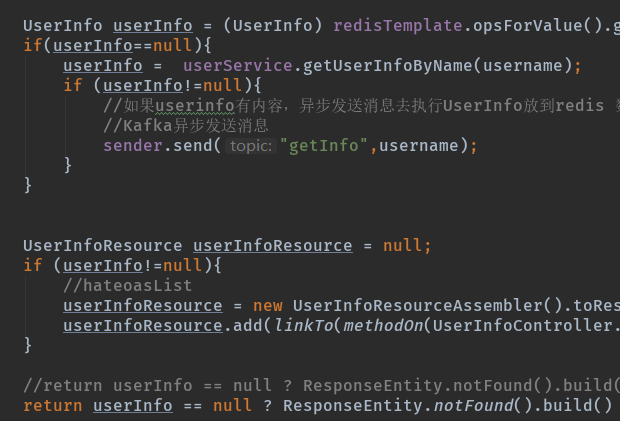 UserInfo userInfo = (UserInfo) redisTemplate.opsForValue().
if(userInfo==null){
userInfo =  userService.getUserInfoByName(username);
if (userInfo!=null){
//如果userinfo有内容，异步发送消息去执行UserInfo放到redis
//Kafka异步发送消息
sender.send( topic: "getInfo",username);
}
}
UserInfoResource userInfoResource = null;
if (userInfo!=null){
//hateoasList
userInfoResource = new UserInfoResourceAssembler().toRes
userInfoResource.add(linkTo(methodOn(UserInfoController.
}
//return userInfo == null ? ResponseEntity.notFound().build(
return userInfo == null ? ResponseEntity.notFound().build()